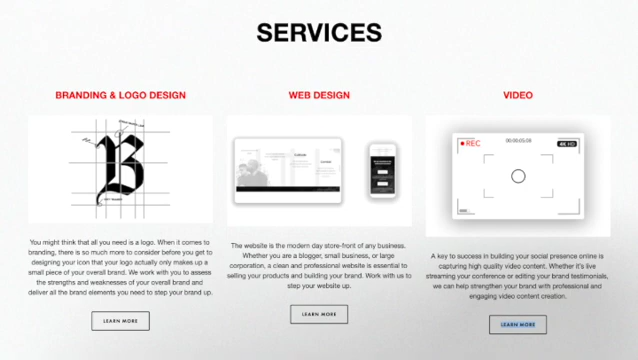 SERVICES
BRANDING & LOGO DESIGN
You might think that all you need is a logo. When it comes to
branding, there is so much more to consider before you get to
designing your icon that your logo actually only makes up a
small piece of your overall brand. We work with you to assess
the strengths and weaknesses of your overall brand and
deliver all the brand elements you need to step your brand up.
LEARN MORE
WEB DESIGN
The website is the modern day store-front of any business.
Whether you are a blogger, small business, or large
corporation, a clean and professional website is essential to
selling your products and building your brand. Work with us to
step your website up.
LEARN MORE
VIDEO
REC
00:00:05:00
4K HD
A key to success in building your social presence online is
capturing high quality video content. Whether it's live
streaming your conference or editing your brand testimonials,
we can help strengthen your brand with professional and
engaging video content creation.
LEARN MORE